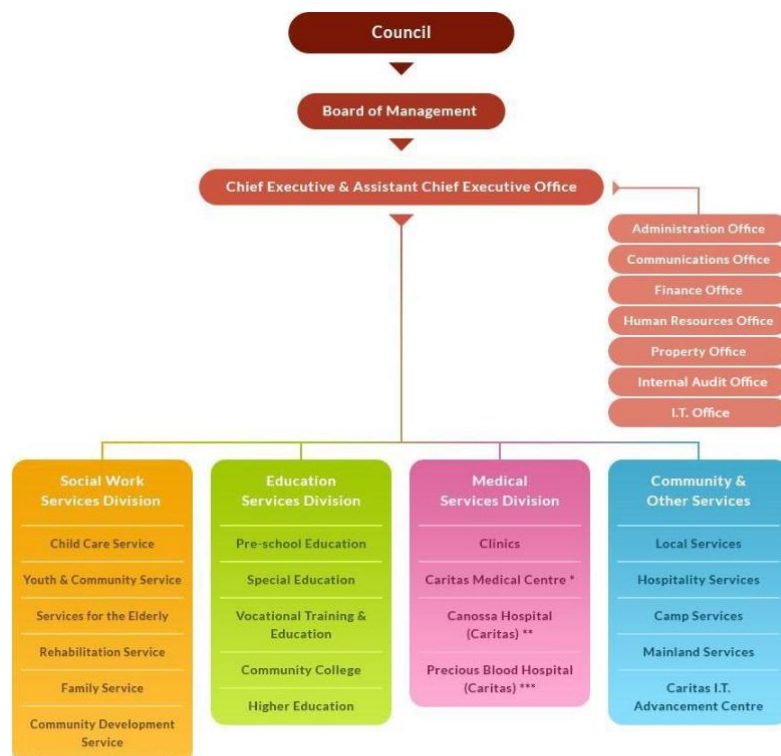 Council
Board of Management
Chief Executive & Assistant Chief Executive Office
Administration Office
Communications Office
Finance Office
Human Resources Office
Property Office
Internal Audit Office
I.T. Office
Social Work
Services Division
Child Care Service
Youth & Community Service
Services for the Elderly
Rehabilitation Service
Family Service
Community Development
Service
Education
Services Division
Pre-school Education
Special Education
Vocational Training &
Education
Community College
Higher Education
Medical
Services Division
Clinics
Caritas Medical Centre *
Canossa Hospital
(Caritas) **
Precious Blood Hospital
(Caritas) ***
Community &
Other Services
Local Services
Hospitality Services
Camp Services
Mainland Services
Caritas I.T.
Advancement Centre